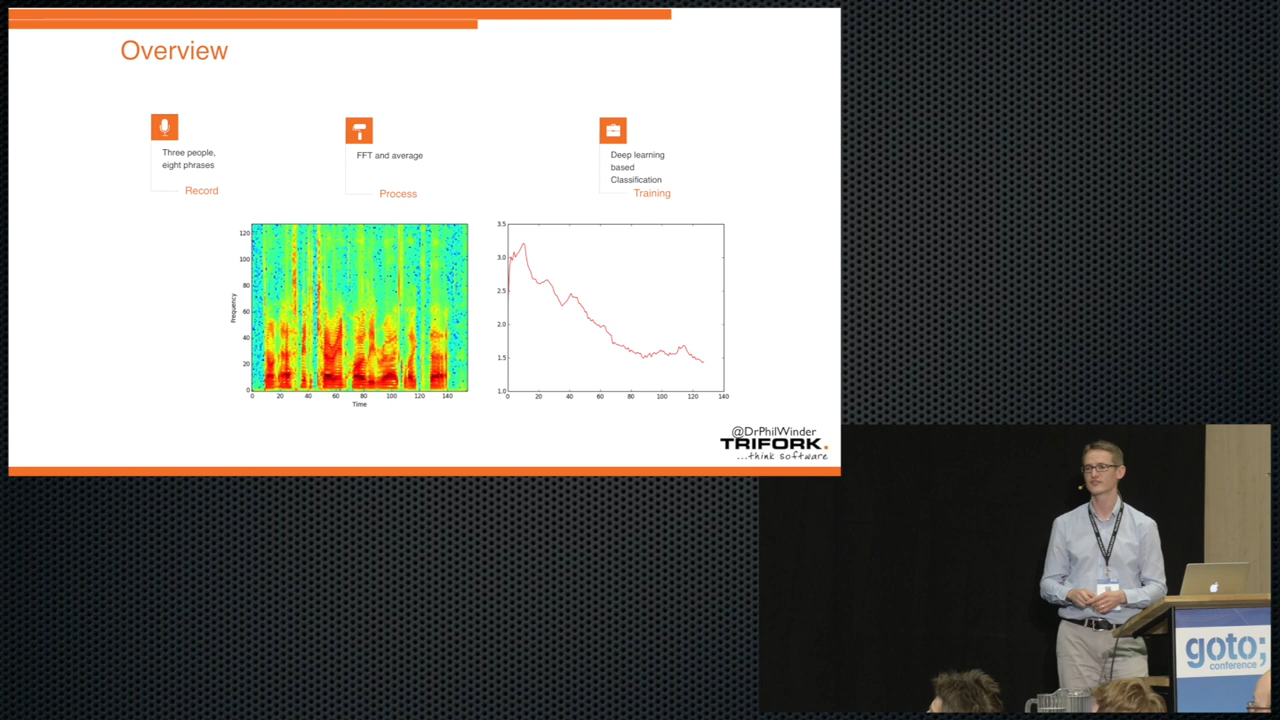 Overview
Three people,
eight phrases
Record
FFT and average
Process
Deep learning
based
Classification
Training
120
100
80
60
40
20
0
Frequency
0 20 40 60 80 100 120 140
Time
3.5
3.0
2.5
2.0
1.5
1.0
0 20 40 60 80 100 120 140
@DrPhilWinder
TRIFORK.
...think software
goto;
conference